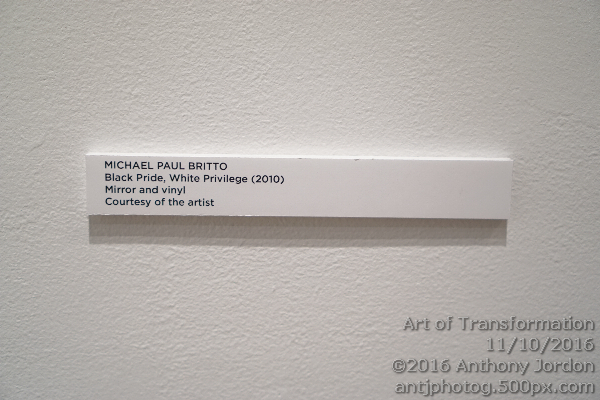 MICHAEL PAUL BRITTO
Black Pride, White Privilege (2010)
Mirror and vinyl
Courtesy of the artist
Art of Transformation
11/10/2016
©2016 Anthony Jordon
antjphotog.500px.com